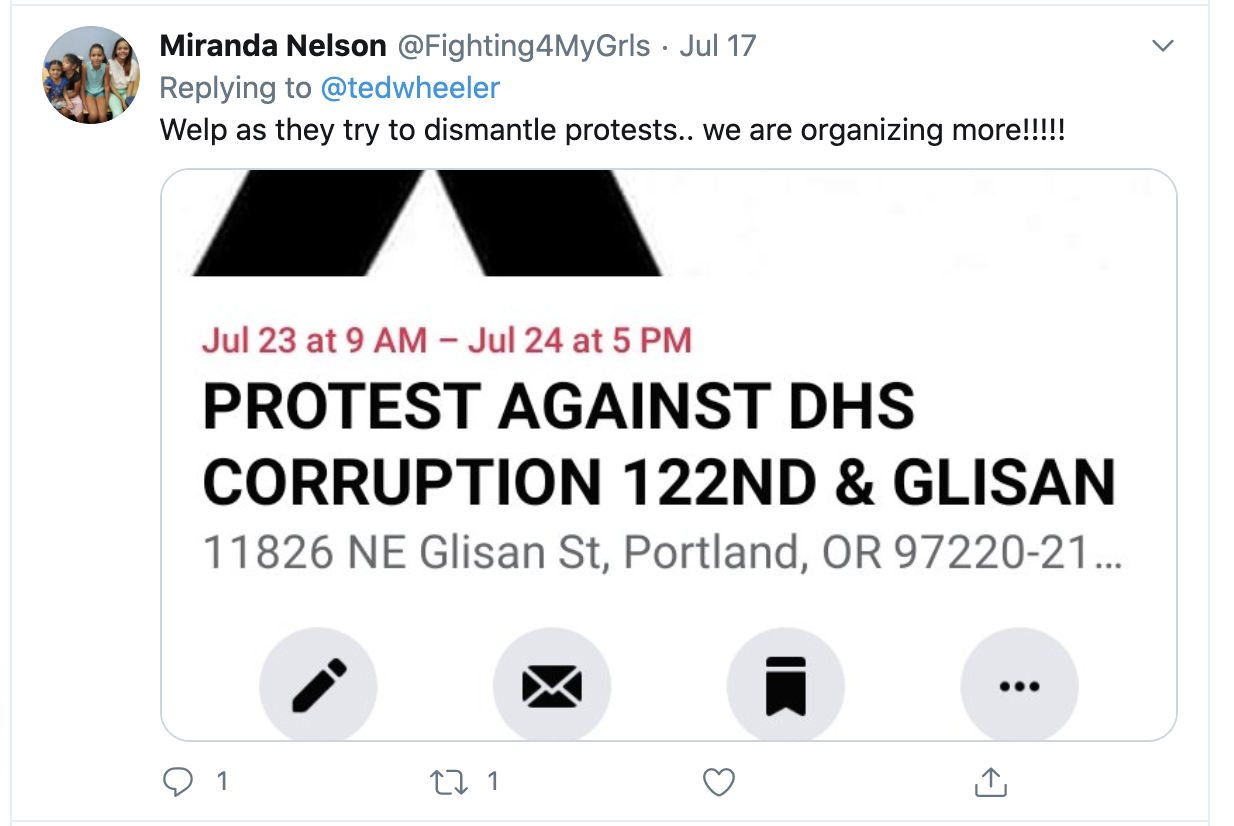 Miranda Nelson @Fighting4MyGrls · Jul 17
Replying to @tedwheeler
Welp as they try to dismantle protests.. we are organizing more!!!!!
Jul 23 at 9 AM – Jul 24 at 5 PM
PROTEST AGAINST DHS
CORRUPTION 122ND & GLISAN
11826 NE Glisan St, Portland, OR 97220-21...
1 1